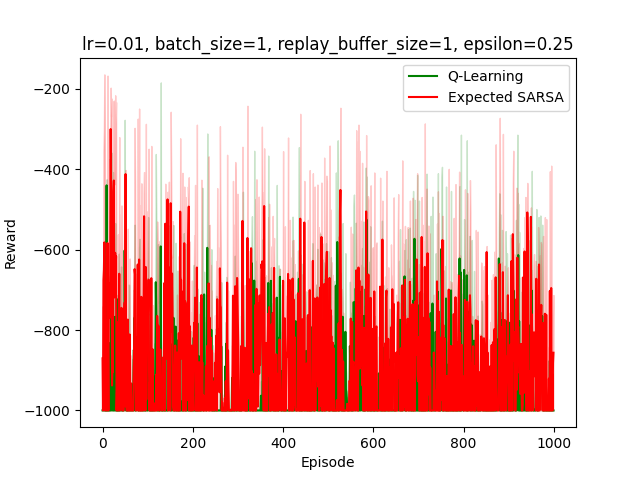 lr=0.01, batch_size=1, replay_buffer_size=1, epsilon=0.25
Q-Learning
Expected SARSA
Reward
−200
−400
−600
−800
−1000
0 200 400 600 800 1000
Episode